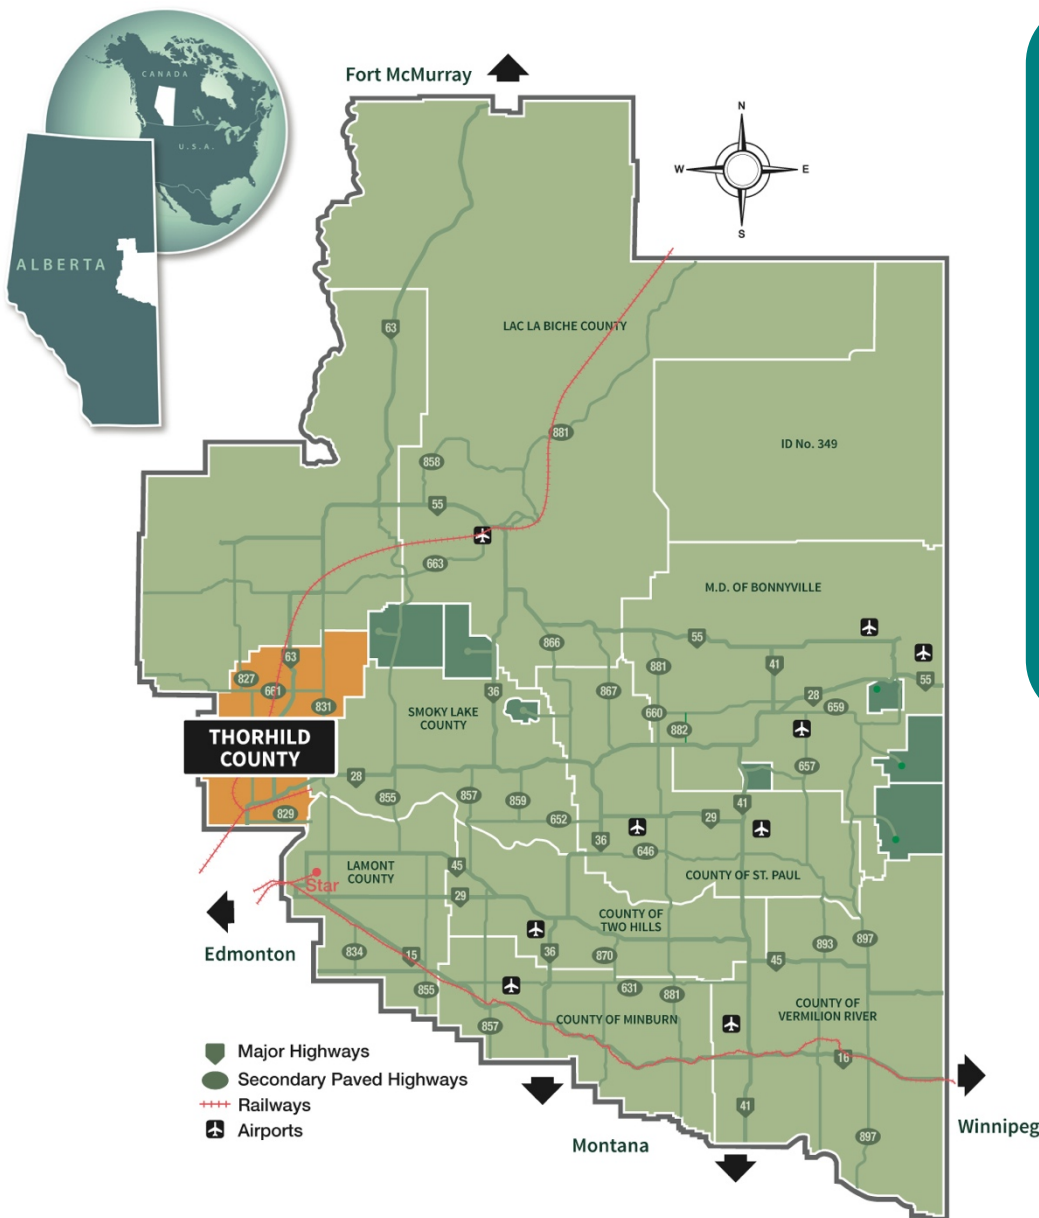 Fort McMurray
N
W
E
S
CANADA
U.S.A.
ALBERTA
LAC LA BICHE COUNTY
63
881
ID No. 349
858
55
663
M.D. OF BONNYVILLE
866
55
881
41
63
827
661
831
36
867
28
55
659
660
882
SMOKY LAKE
COUNTY
THORHILD
COUNTY
657
28
855
857
859
41
829
652
29
36
646
LAMONT
COUNTY
45
COUNTY OF ST. PAUL
Star
29
COUNTY OF
TWO HILLS
Edmonton
834
15
36
870
45
893
897
855
631
881
857
COUNTY OF MINBURN
COUNTY OF
VERMILION RIVER
16
41
897
Major Highways
Secondary Paved Highways
Railways
Airports
Montana
Winnipeg